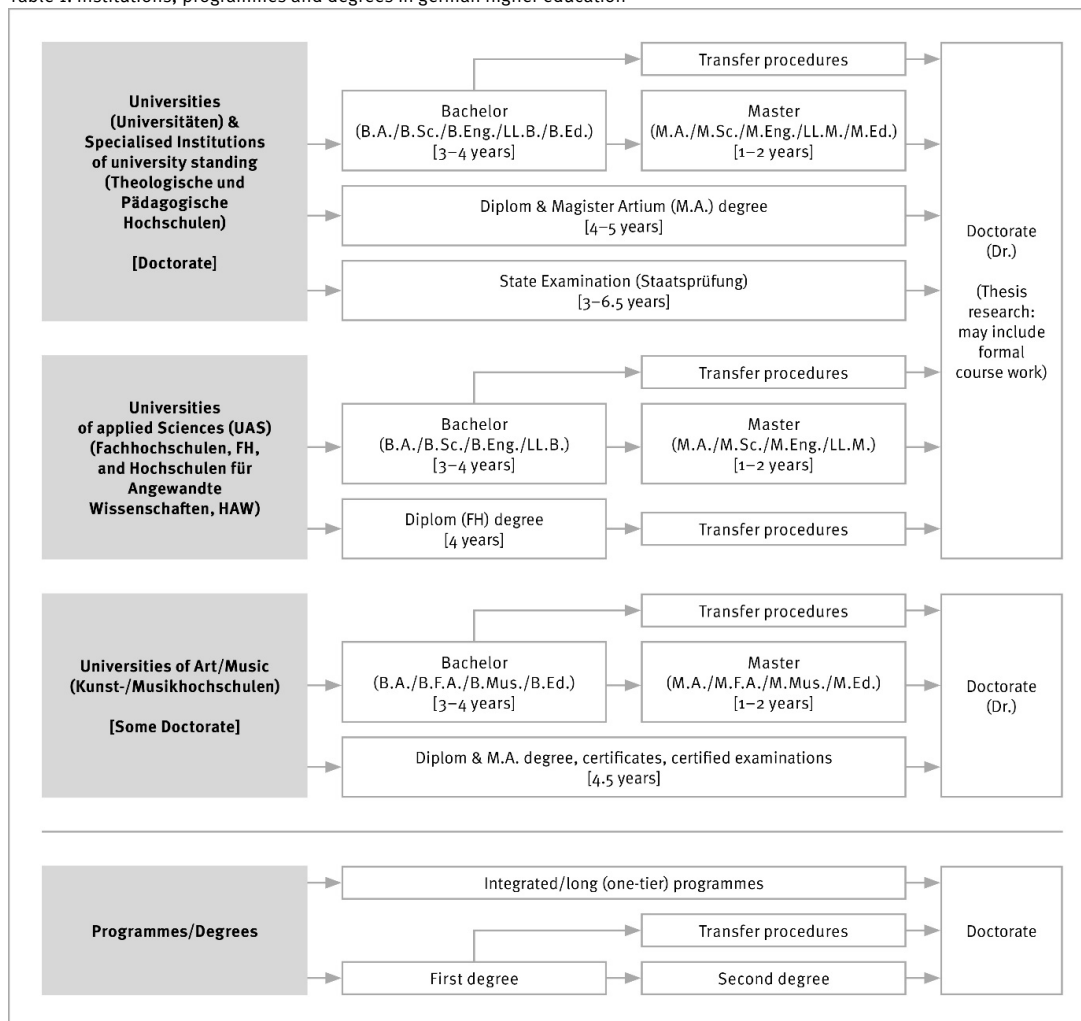 Table 1: Institutions, programmes and degrees in german higher education
Universities
(Universitäten) &
Specialised Institutions
of university standing
(Theologische und
Pädagogische
Hochschulen)
[Doctorate]
Transfer procedures
Bachelor
(B.A./B.Sc./B.Eng./LL.B./B.Ed.)
[3–4 years]
Master
(M.A./M.Sc./M.Eng./LL.M./M.Ed.)
[1–2 years]
Diplom & Magister Artium (M.A.) degree
[4–5 years]
State Examination (Staatsprüfung)
[3–6.5 years]
Doctorate
(Dr.)
(Thesis
research:
may include
formal
course work)
Universities
of applied Sciences (UAS)
(Fachhochschulen, FH,
and Hochschulen für
Angewandte
Wissenschaften, HAW)
Transfer procedures
Bachelor
(B.A./B.Sc./B.Eng./LL.B.)
[3–4 years]
Master
(M.A./M.Sc./M.Eng./LL.M.)
[1–2 years]
Diplom (FH) degree
[4 years]
Transfer procedures
Universities of Art/Music
(Kunst-/Musikhochschulen)
[Some Doctorate]
Transfer procedures
Bachelor
(B.A./B.F.A./B.Mus./B.Ed.)
[3–4 years]
Master
(M.A./M.F.A./M.Mus./M.Ed.)
[1–2 years]
Diplom & M.A. degree, certificates, certified examinations
[4.5 years]
Doctorate
(Dr.)
Programmes/Degrees
Integrated/long (one-tier) programmes
Transfer procedures
First degree
Second degree
Doctorate